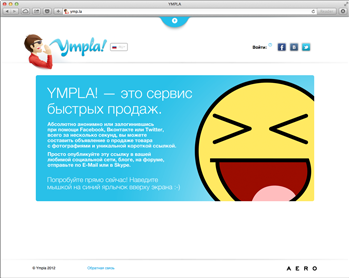 YMPLA
ymp.la
Ympla!
Войти:
YMPLA! — это сервис
быстрых продаж.
Абсолютно анонимно или залогинившись
при помощи Facebook, Вконтакте или Twitter,
всего за несколько секунд, вы можете
составить объявление о продаже товара
с фотографиями и уникальной короткой ссылкой.
Просто опубликуйте эту ссылку в вашей
любимой социальной сети, блоге, на форуме,
отправьте по E-Mail или в Skype.
Попробуйте прямо сейчас! Наведите
мышкой на синий ярлычок вверху экрана :-)
© Ympla 2012
Обратная связь
AERO